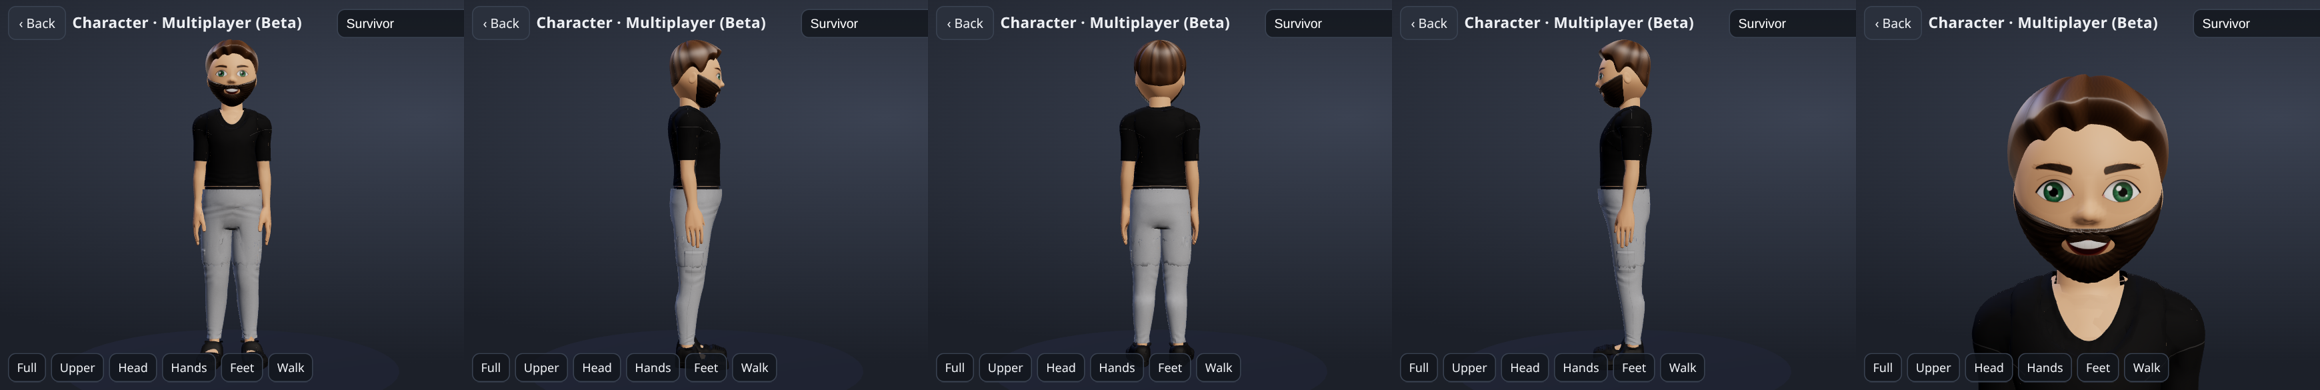 ‹ Back Character · Multiplayer (Beta) Survivor
Full Upper Head Hands Feet Walk
‹ Back Character · Multiplayer (Beta) Survivor
Full Upper Head Hands Feet Walk
‹ Back Character · Multiplayer (Beta) Survivor
Full Upper Head Hands Feet Walk
‹ Back Character · Multiplayer (Beta) Survivor
Full Upper Head Hands Feet Walk
‹ Back Character · Multiplayer (Beta) Survivor
Full Upper Head Hands Feet Walk